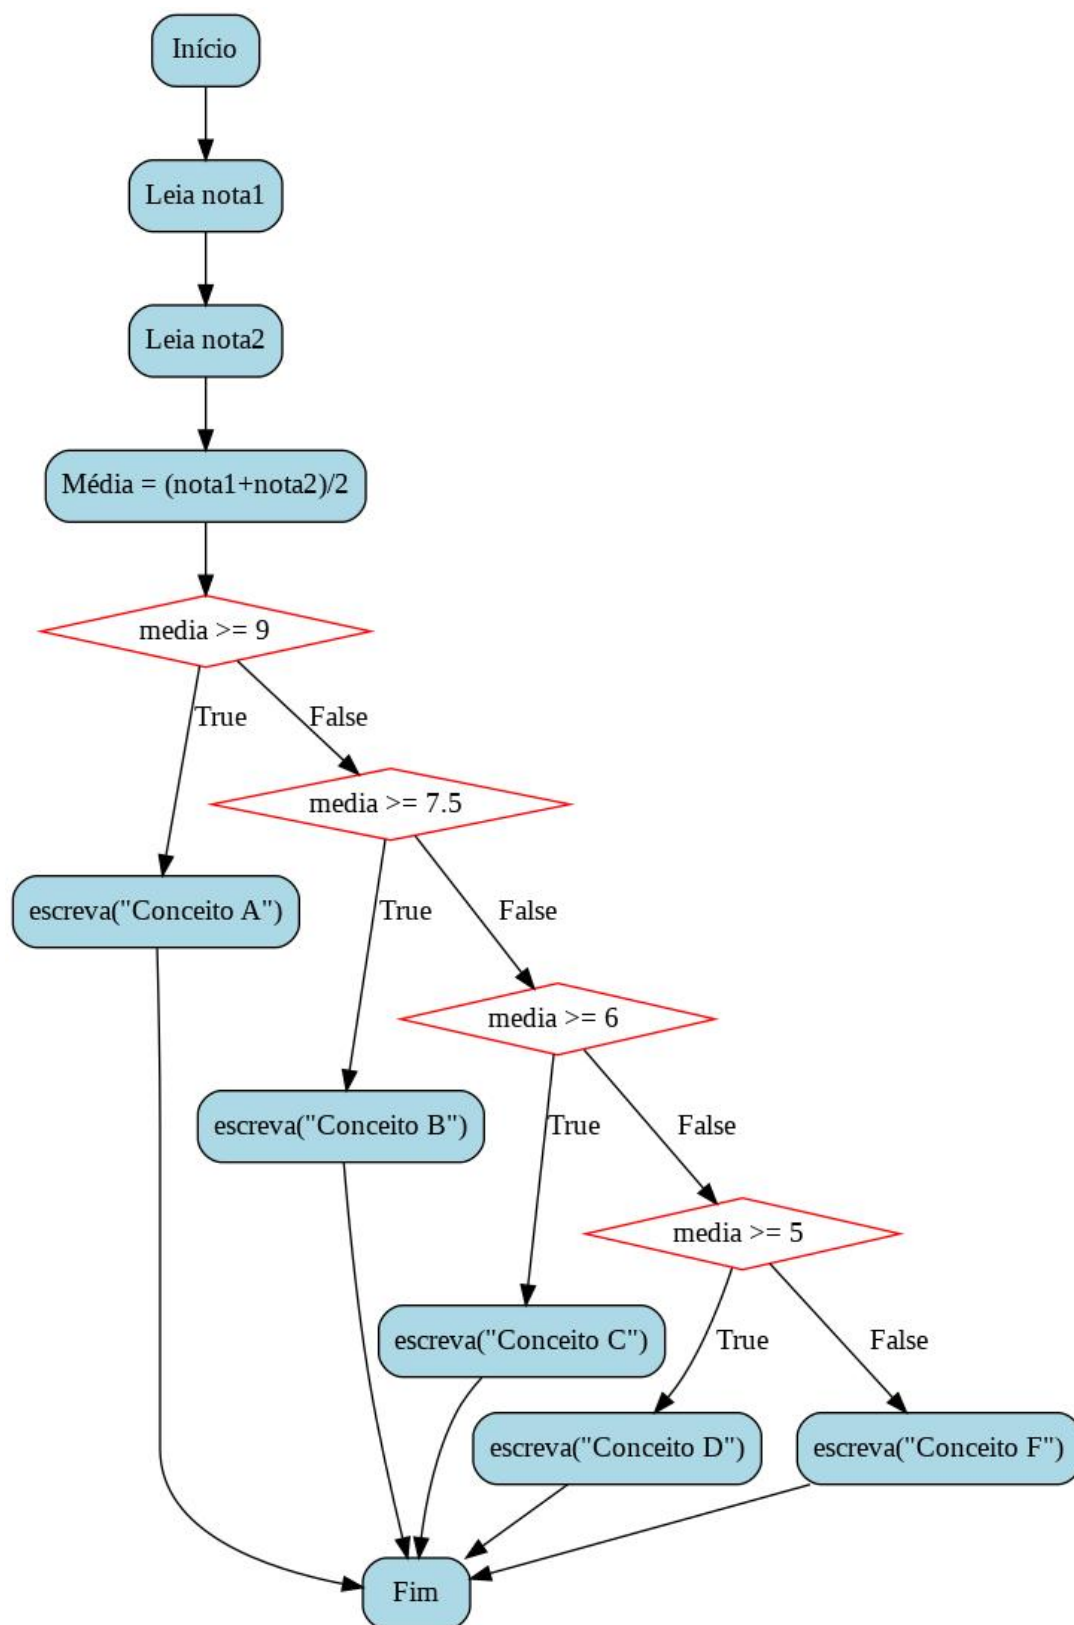 Início
Leia nota1
Leia nota2
Média = (nota1+nota2)/2
media >= 9
True
False
media >= 7.5
escreva("Conceito A")
True
False
media >= 6
escreva("Conceito B")
True
False
media >= 5
escreva("Conceito C")
True
False
escreva("Conceito D")
escreva("Conceito F")
Fim